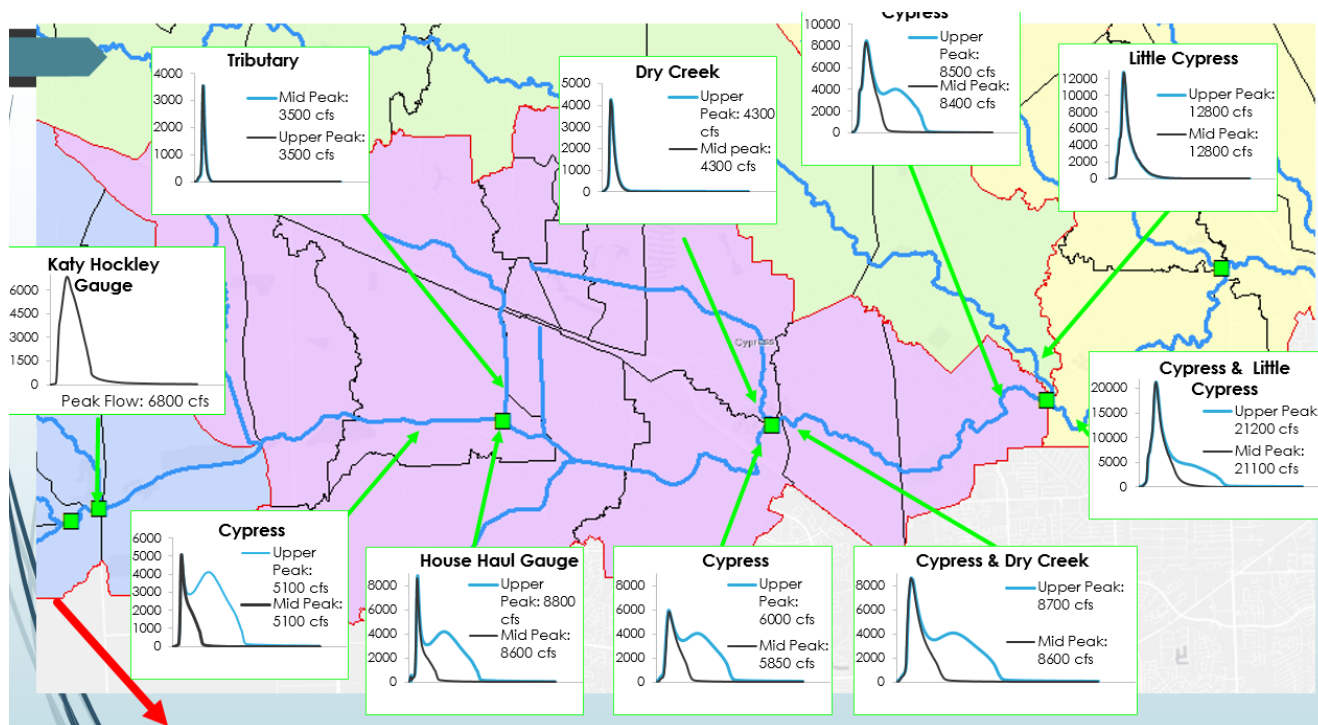 Tributary
4000
3000
2000
1000
0
Mid Peak:
3500 cfs
Upper Peak:
3500 cfs
Dry Creek
5000
4000
3000
2000
1000
0
Upper
Peak: 4300
cfs
Mid peak:
4300 cfs
Cypress
10000
8000
6000
4000
2000
0
Upper
Peak:
8500 cfs
Mid Peak:
8400 cfs
Little Cypress
12000
10000
8000
6000
4000
2000
0
Upper Peak:
12800 cfs
Mid Peak:
12800 cfs
Katy Hockley
Gauge
6000
4500
3000
1500
0
Peak Flow: 6800 cfs
Cypress
Cypress & Little
Cypress
20000
15000
10000
5000
0
Upper Peak:
21200 cfs
Mid Peak:
21100 cfs
Cypress
6000
5000
4000
3000
2000
1000
0
Upper
Peak:
5100 cfs
Mid Peak:
5100 cfs
House Haul Gauge
8000
6000
4000
2000
0
Upper
Peak: 8800
cfs
Mid Peak:
8600 cfs
Cypress
8000
6000
4000
2000
0
Upper
Peak:
6000 cfs
Mid Peak:
5850 cfs
Cypress & Dry Creek
8000
6000
4000
2000
0
Upper Peak:
8700 cfs
Mid Peak:
8600 cfs